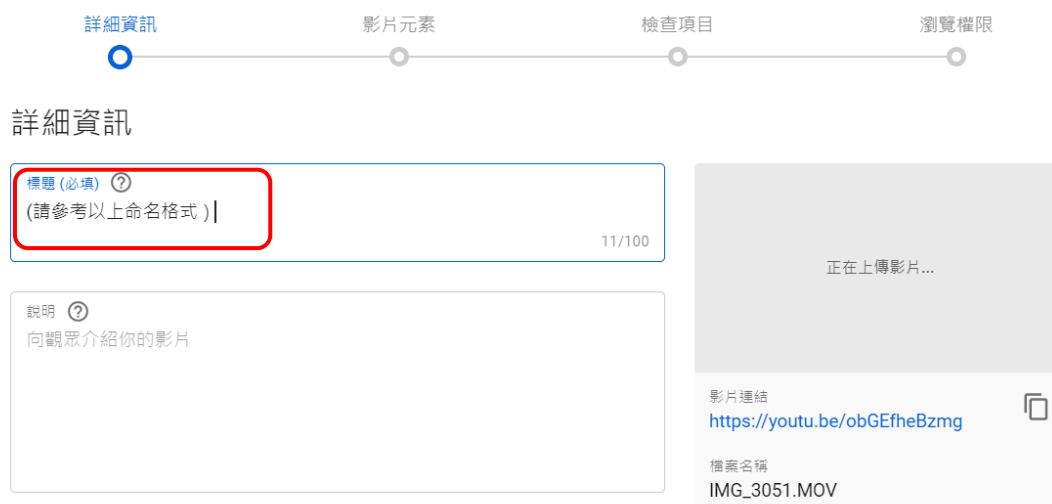 詳細資訊 影片元素 檢查項目 瀏覽權限
詳細資訊
標題 (必填) ?
(請參考以上命名格式 )
11/100
說明 ?
向觀眾介紹你的影片
正在上傳影片...
影片連結
https://youtu.be/obGEfheBzmg
檔案名稱
IMG_3051.MOV